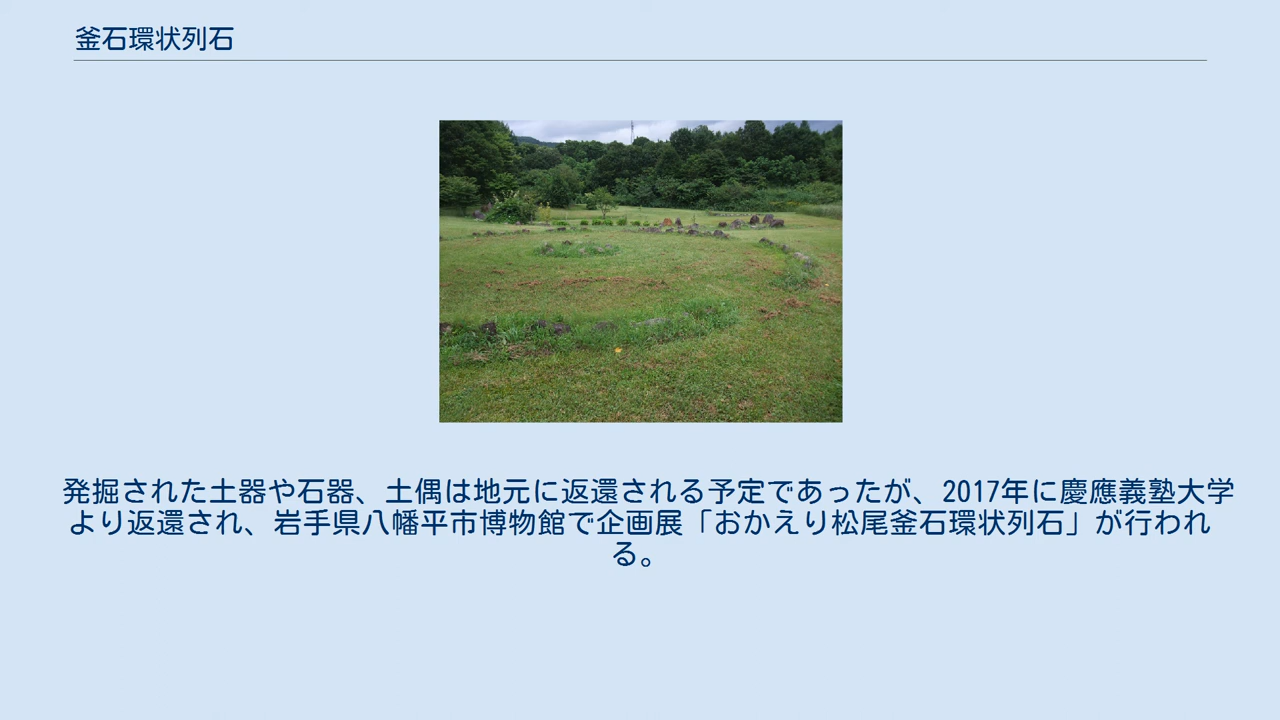 釜石環状列石
発掘された土器や石器、土偶は地元に返還される予定であったが、2017年に慶應義塾大学
より返還され、岩手県八幡平市博物館で企画展「おかえり松尾釜石環状列石」が行われ
る。